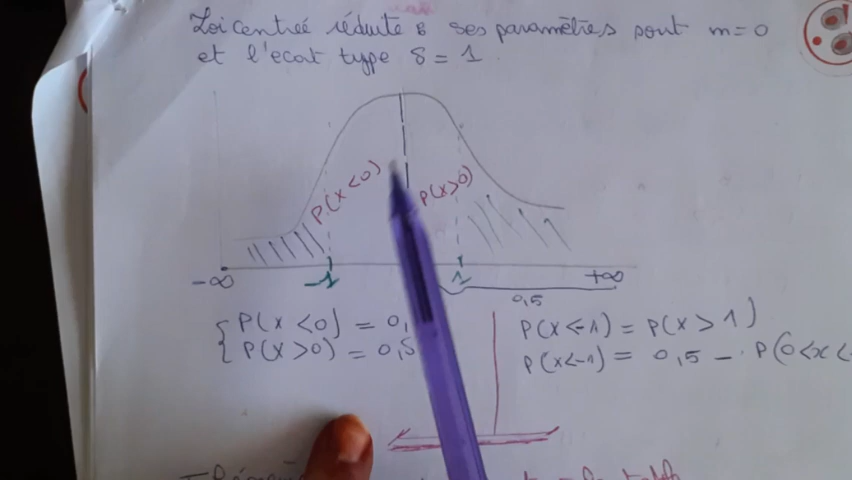 Loi centrée réduite : ses paramètres sont m=0
et l'ecat type δ = 1
P(x<0)
P(x>0)
-∞ -1 1 +∞
0,5
P(x<0) = 0,
P(x>0) = 0,5
P(x<-1) = P(x>1)
P(x<-1) = 0,5 - P(0<x<